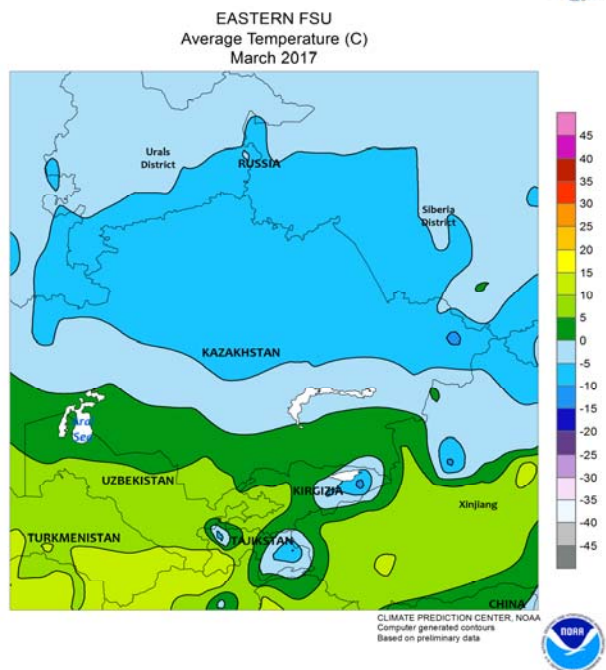 EASTERN FSU
Average Temperature (C)
March 2017
Urals
District
RUSSIA
Siberia
District
KAZAKHSTAN
Aral
Sea
UZBEKISTAN
KIRGIZIA
Xinjiang
TURKMENISTAN
TAJIKSTAN
CHINA
45
40
35
30
25
20
15
10
5
0
-5
-10
-15
-20
-25
-30
-35
-40
-45
CLIMATE PREDICTION CENTER, NOAA
Computer generated contours
Based on preliminary data
NOAA